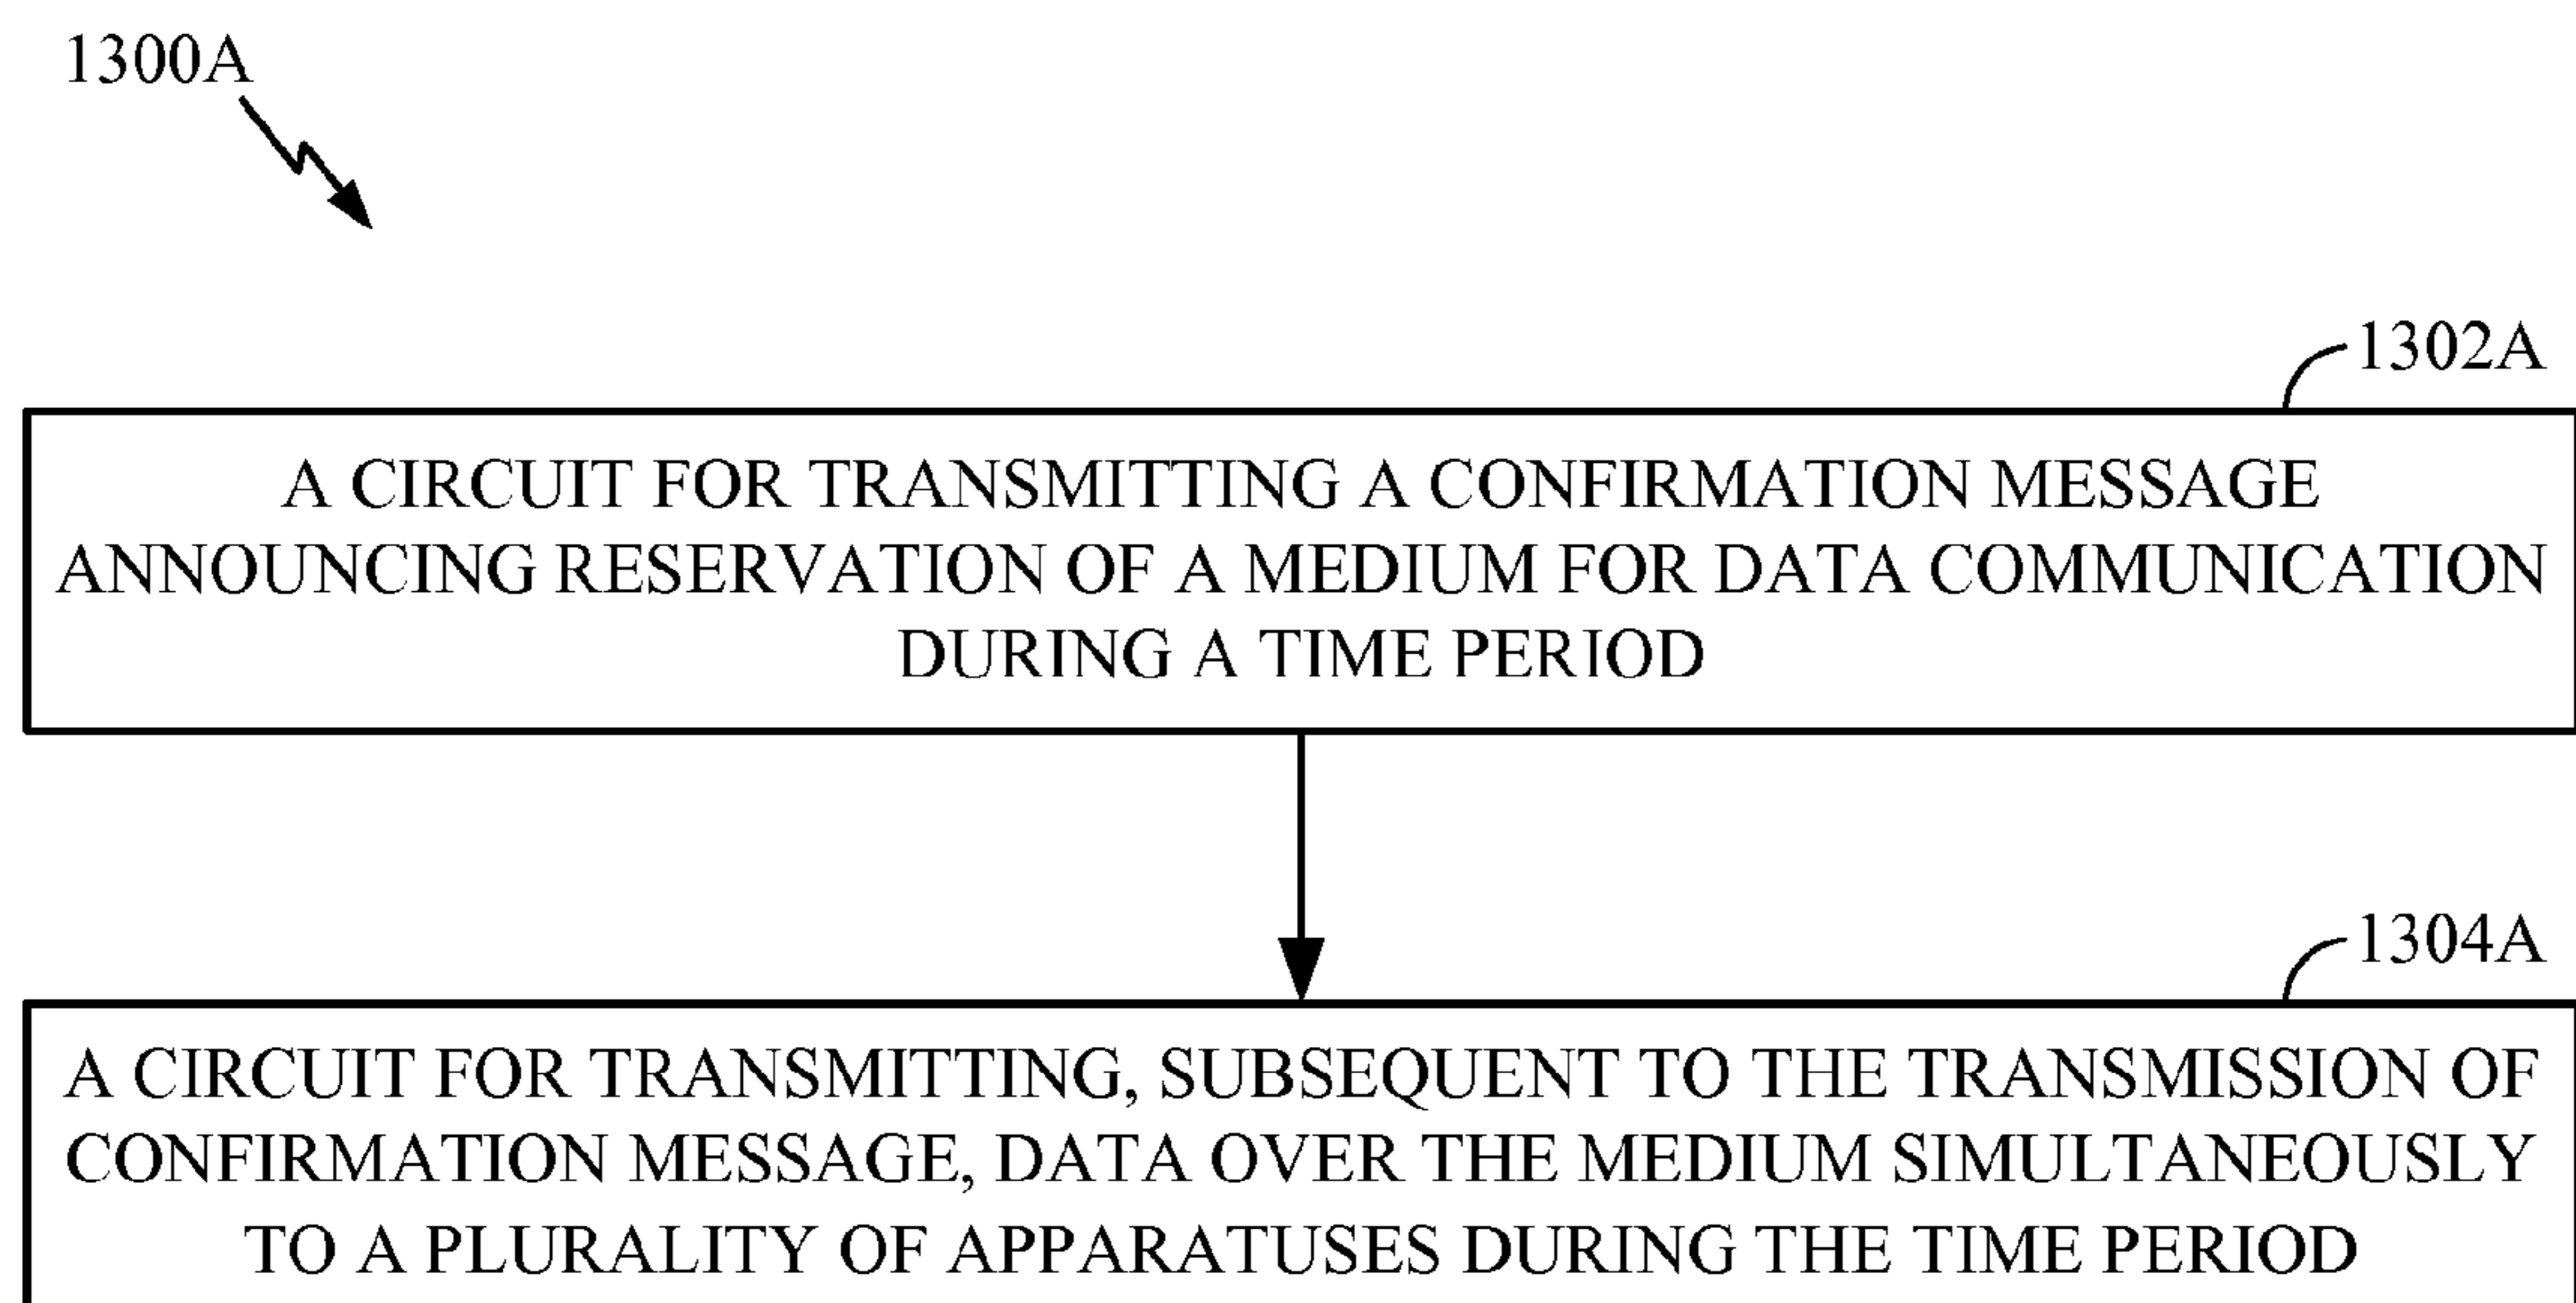 1300A
1302A
A CIRCUIT FOR TRANSMITTING A CONFIRMATION MESSAGE
ANNOUNCING RESERVATION OF A MEDIUM FOR DATA COMMUNICATION
DURING A TIME PERIOD
1304A
A CIRCUIT FOR TRANSMITTING, SUBSEQUENT TO THE TRANSMISSION OF
CONFIRMATION MESSAGE, DATA OVER THE MEDIUM SIMULTANEOUSLY
TO A PLURALITY OF APPARATUSES DURING THE TIME PERIOD